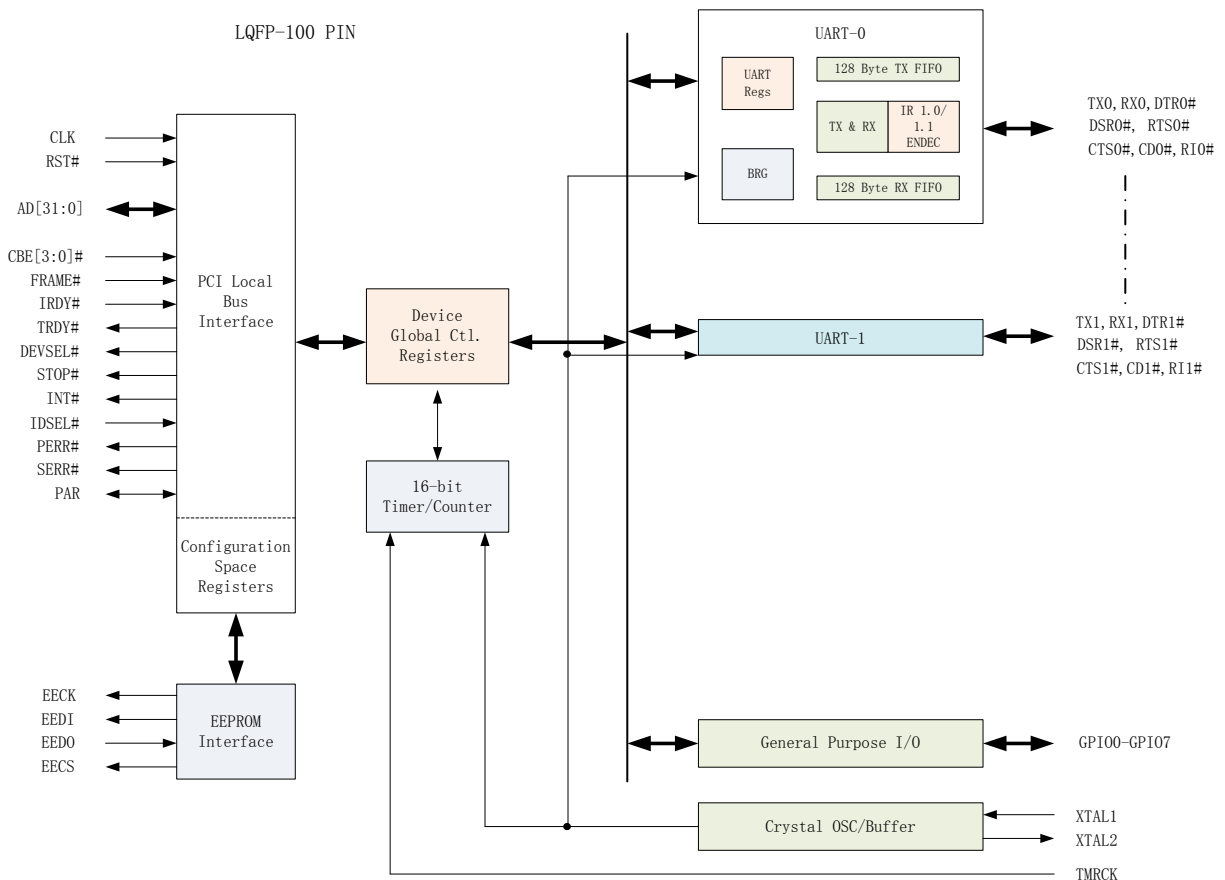 LQFP-100 PIN
CLK
RST#
AD[31:0]
CBE[3:0]#
FRAME#
IRDY#
TRDY#
DEVSEL#
STOP#
INT#
IDSEL#
PERR#
SERR#
PAR
PCI Local
Bus
Interface
Configuration
Space
Registers
EECK
EEDI
EEDO
EECS
EEPROM
Interface
Device
Global Ctl.
Registers
16-bit
Timer/Counter
UART-0
UART
Regs
BRG
128 Byte TX FIFO
TX & RX
IR 1.0/
1.1
ENDEC
128 Byte RX FIFO
TX0, RX0, DTR0#
DSR0#, RTS0#
CTS0#, CD0#, RI0#
UART-1
TX1, RX1, DTR1#
DSR1#, RTS1#
CTS1#, CD1#, RI1#
General Purpose I/O
GPIO0-GPIO7
Crystal OSC/Buffer
XTAL1
XTAL2
TMRCK